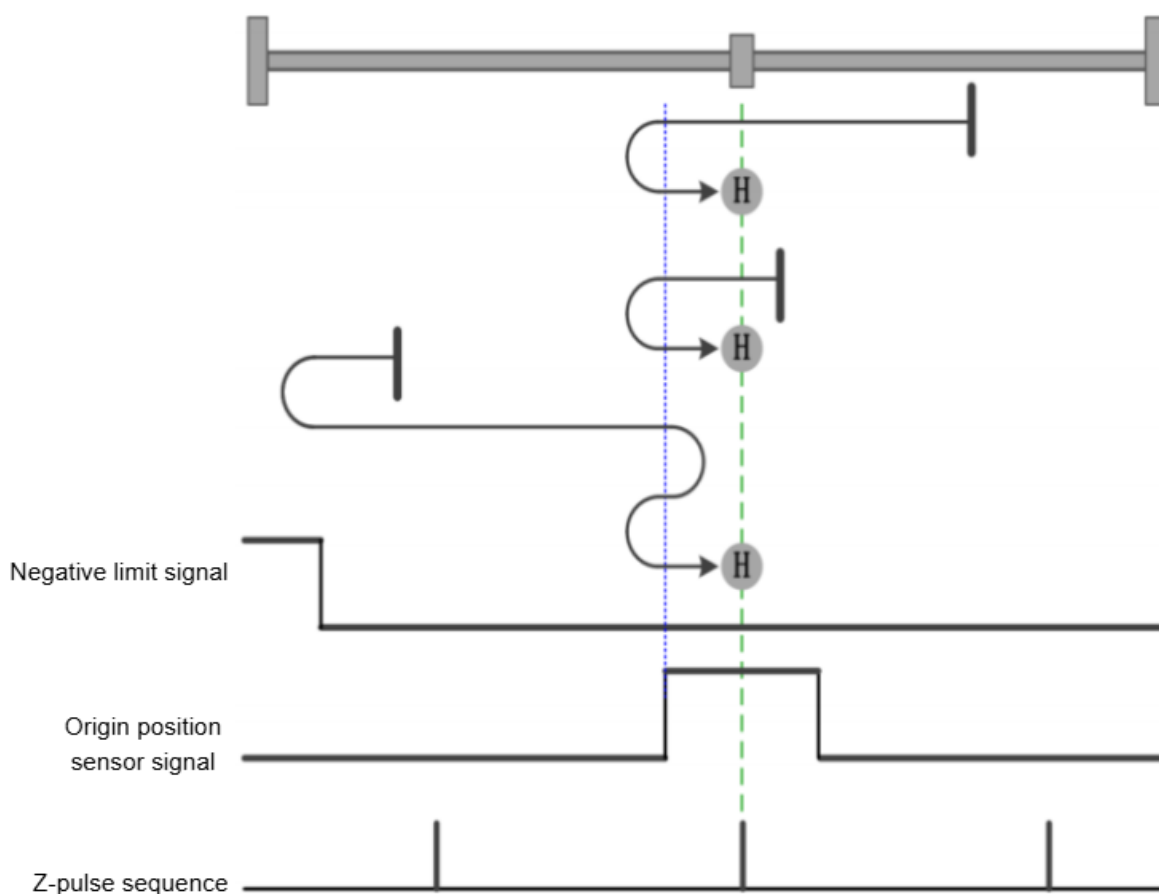 H
H
H
Negative limit signal
Origin position
sensor signal
Z-pulse sequence